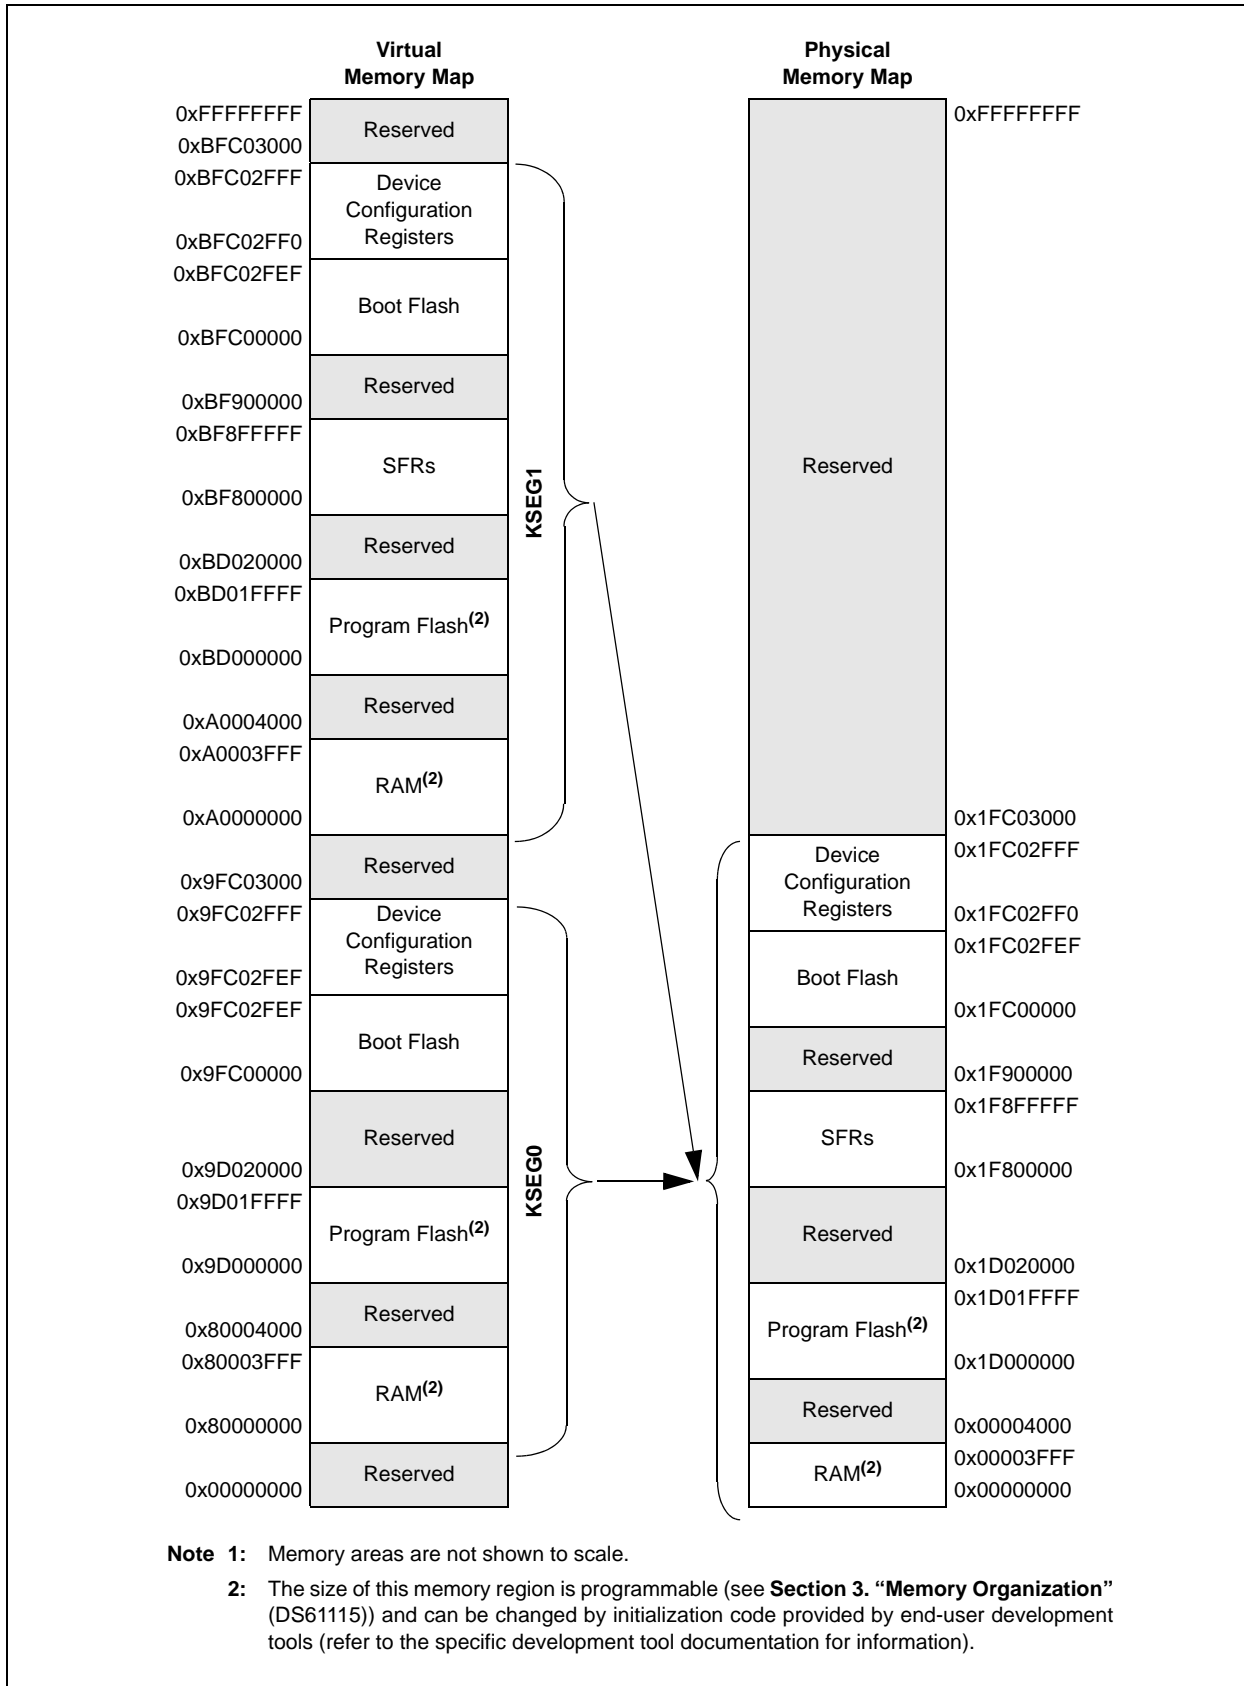 Virtual
Memory Map
0xFFFFFFFF
Reserved
0xBFC03000
0xBFC02FFF
Device
Configuration
Registers
0xBFC02FF0
0xBFC02FEF
Boot Flash
0xBFC00000
Reserved
0xBF900000
0xBF8FFFFF
SFRs
0xBF800000
Reserved
0xBD020000
0xBD01FFFF
Program Flash(2)
0xBD000000
Reserved
0xA0004000
0xA0003FFF
RAM(2)
0xA0000000
Reserved
0x9FC03000
0x9FC02FFF
Device
Configuration
Registers
0x9FC02FEF
0x9FC02FEF
Boot Flash
0x9FC00000
Reserved
0x9D020000
0x9D01FFFF
Program Flash(2)
0x9D000000
Reserved
0x80004000
0x80003FFF
RAM(2)
0x80000000
Reserved
0x00000000
KSEG1
KSEG0
Physical
Memory Map
0xFFFFFFFF
Reserved
0x1FC03000
0x1FC02FFF
Device
Configuration
Registers
0x1FC02FF0
0x1FC02FEF
Boot Flash
0x1FC00000
Reserved
0x1F900000
0x1F8FFFFF
SFRs
0x1F800000
Reserved
0x1D020000
0x1D01FFFF
Program Flash(2)
0x1D000000
Reserved
0x00004000
0x00003FFF
RAM(2)
0x00000000
Note 1: Memory areas are not shown to scale.
2: The size of this memory region is programmable (see Section 3. “Memory Organization”
(DS61115)) and can be changed by initialization code provided by end-user development
tools (refer to the specific development tool documentation for information).